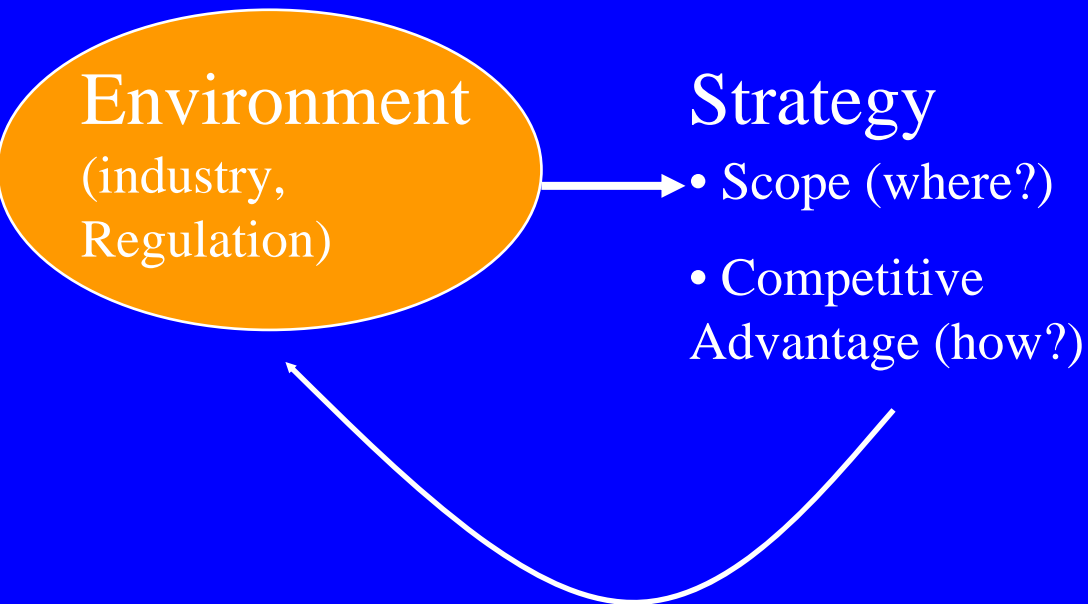 Environment
(industry,
Regulation)
Strategy
• Scope (where?)
• Competitive
Advantage (how?)